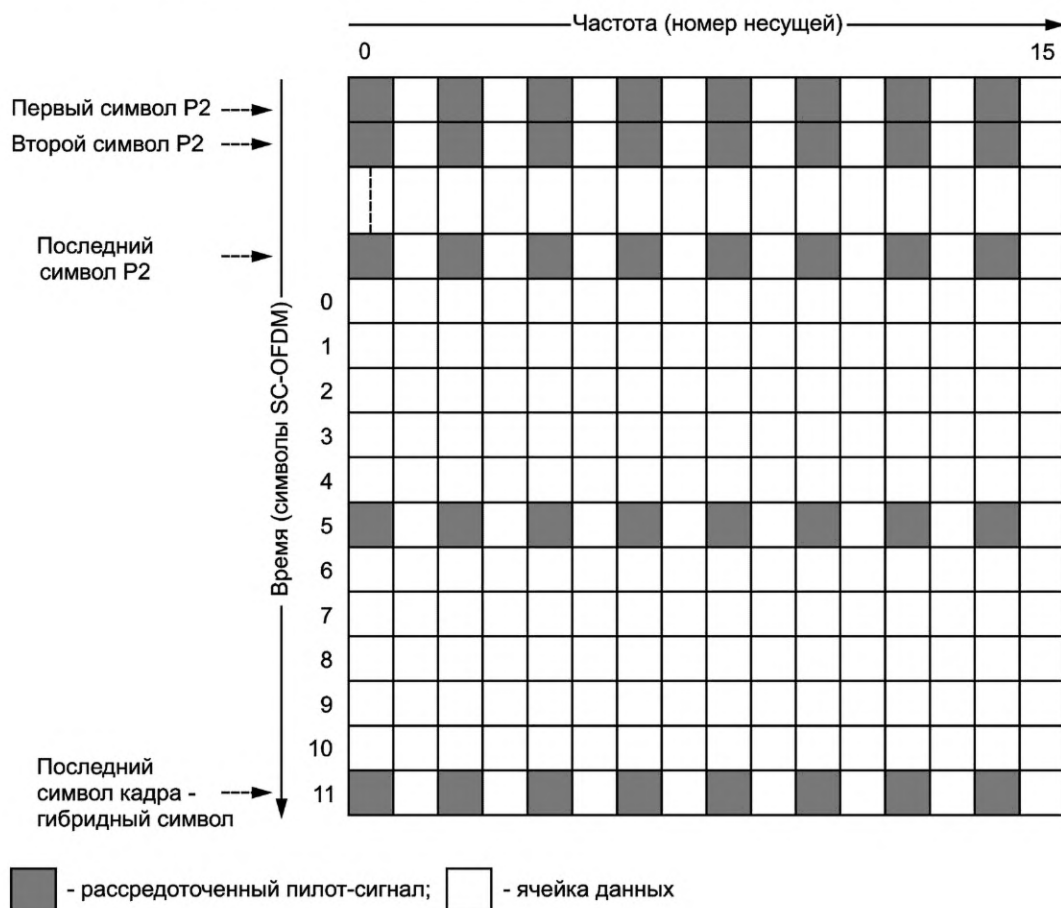 Частота (номер несущей)
0 15
Первый символ P2
Второй символ P2
Последний
символ P2
Время (символы SC-OFDM)
0
1
2
3
4
5
6
7
8
9
10
11
Последний
символ кадра -
гибридный символ
- рассредоточенный пилот-сигнал; - ячейка данных